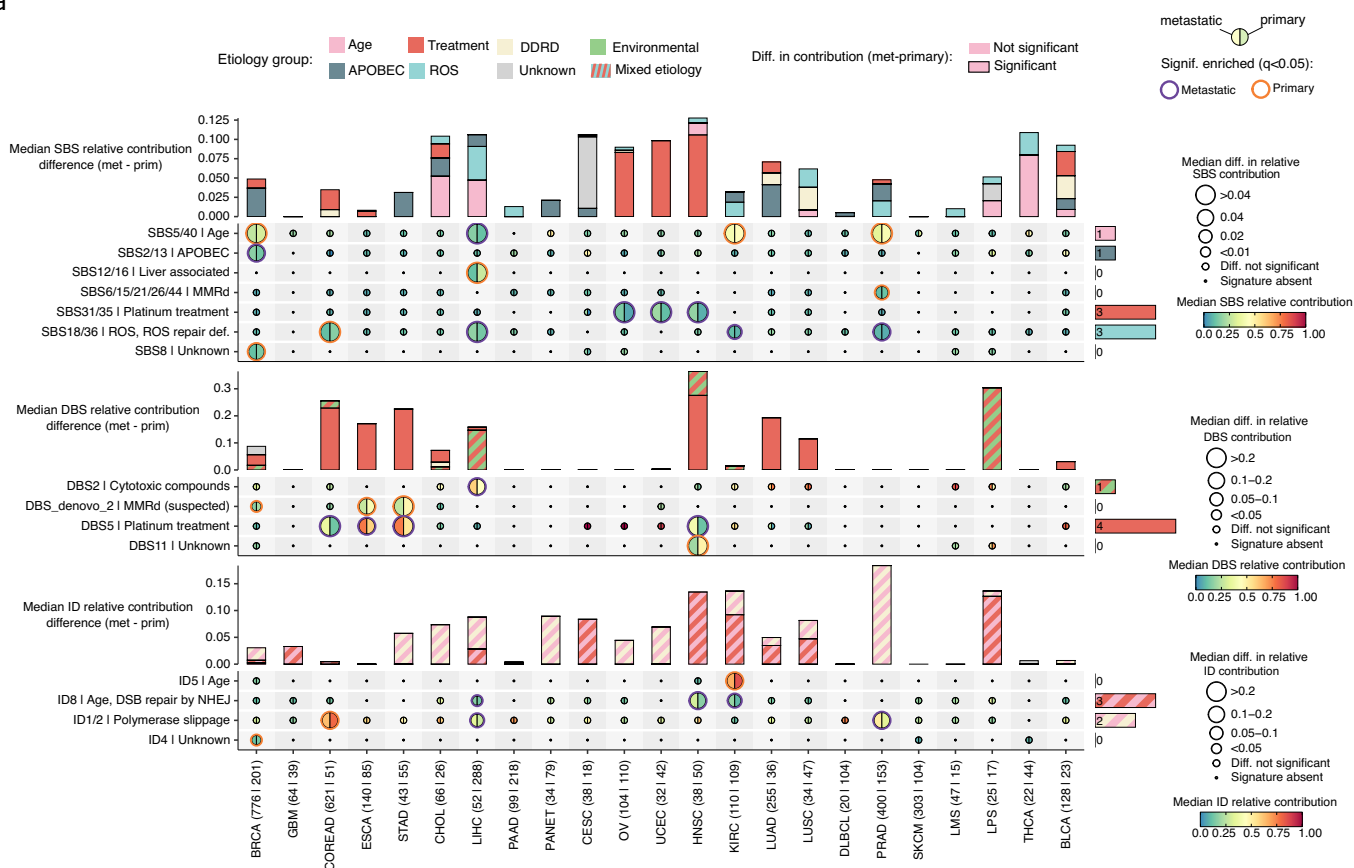 a
metastatic primary
Signif. enriched (q<0.05):
Metastatic Primary
Etiology group:
Age Treatment DDRD Environmental
APOBEC ROS Unknown Mixed etiology
Diff. in contribution (met-primary):
Not significant
Significant
Median SBS relative contribution
difference (met - prim)
0.125
0.100
0.075
0.050
0.025
0.000
SBS5/40 | Age
SBS2/13 | APOBEC
SBS12/16 | Liver associated
SBS6/15/21/26/44 | MMRd
SBS31/35 | Platinum treatment
SBS18/36 | ROS, ROS repair def.
SBS8 | Unknown
1
1
0
0
3
3
0
Median diff. in relative
SBS contribution
>0.04
0.04
0.02
<0.01
Diff. not significant
Signature absent
Median SBS relative contribution
0.0 0.25 0.5 0.75 1.00
Median DBS relative contribution
difference (met - prim)
0.3
0.2
0.1
0.0
DBS2 | Cytotoxic compounds
DBS_denovo_2 | MMRd (suspected)
DBS5 | Platinum treatment
DBS11 | Unknown
1
0
4
0
Median diff. in relative
DBS contribution
>0.2
0.1–0.2
0.05–0.1
<0.05
Diff. not significant
Signature absent
Median DBS relative contribution
0.0 0.25 0.5 0.75 1.00
Median ID relative contribution
difference (met - prim)
0.15
0.10
0.05
0.00
ID5 | Age
ID8 | Age, DSB repair by NHEJ
ID1/2 | Polymerase slippage
ID4 | Unknown
0
3
2
0
Median diff. in relative
ID contribution
>0.2
0.1–0.2
0.05–0.1
<0.05
Diff. not significant
Signature absent
Median ID relative contribution
0.0 0.25 0.5 0.75 1.00
BRCA (776 | 201)
GBM (64 | 39)
COREAD (621 | 51)
ESCA (140 | 85)
STAD (43 | 55)
CHOL (66 | 26)
LIHC (52 | 288)
PAAD (99 | 218)
PANET (34 | 79)
CESC (38 | 18)
OV (104 | 110)
UCEC (32 | 42)
HNSC (38 | 50)
KIRC (110 | 109)
LUAD (255 | 36)
LUSC (34 | 47)
DLBCL (20 | 104)
PRAD (400 | 153)
SKCM (303 | 104)
LMS (47 | 15)
LPS (25 | 17)
THCA (22 | 44)
BLCA (128 | 23)